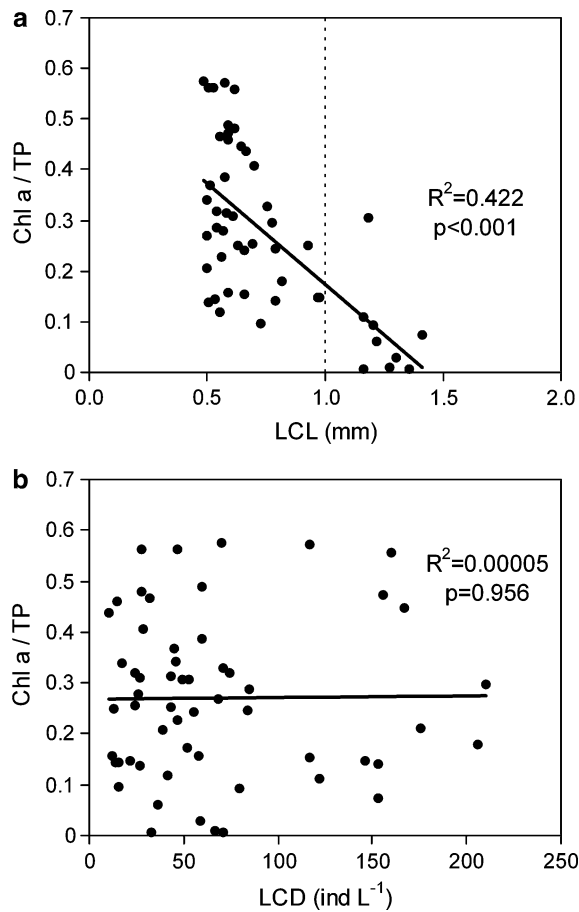 a
0.7
0.6
0.5
0.4
0.3
0.2
0.1
0
Chl a / TP
R²=0.422
p<0.001
0.0 0.5 1.0 1.5 2.0
LCL (mm)
b
0.7
0.6
0.5
0.4
0.3
0.2
0.1
0
Chl a / TP
R²=0.00005
p=0.956
0 50 100 150 200 250
LCD (ind L⁻¹)